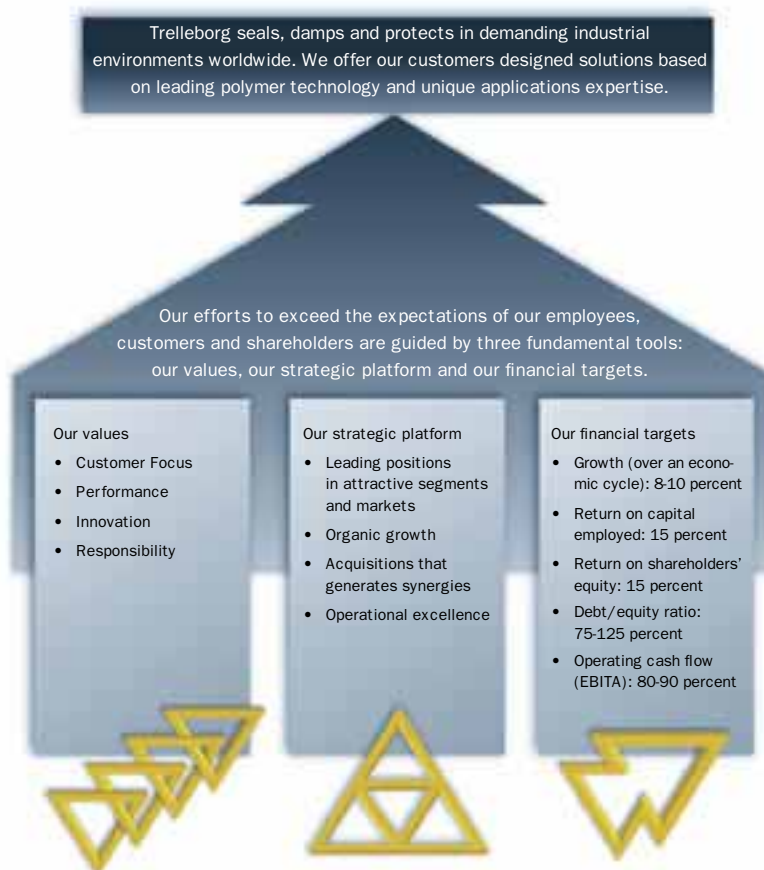 Trelleborg seals, damps and protects in demanding industrial
environments worldwide. We offer our customers designed solutions based
on leading polymer technology and unique applications expertise.
Our efforts to exceed the expectations of our employees,
customers and shareholders are guided by three fundamental tools:
our values, our strategic platform and our financial targets.
Our values
• Customer Focus
• Performance
• Innovation
• Responsibility
Our strategic platform
• Leading positions
in attractive segments
and markets
• Organic growth
• Acquisitions that
generates synergies
• Operational excellence
Our financial targets
• Growth (over an econo-
mic cycle): 8-10 percent
• Return on capital
employed: 15 percent
• Return on shareholders'
equity: 15 percent
• Debt/equity ratio:
75-125 percent
• Operating cash flow
(EBITA): 80-90 percent